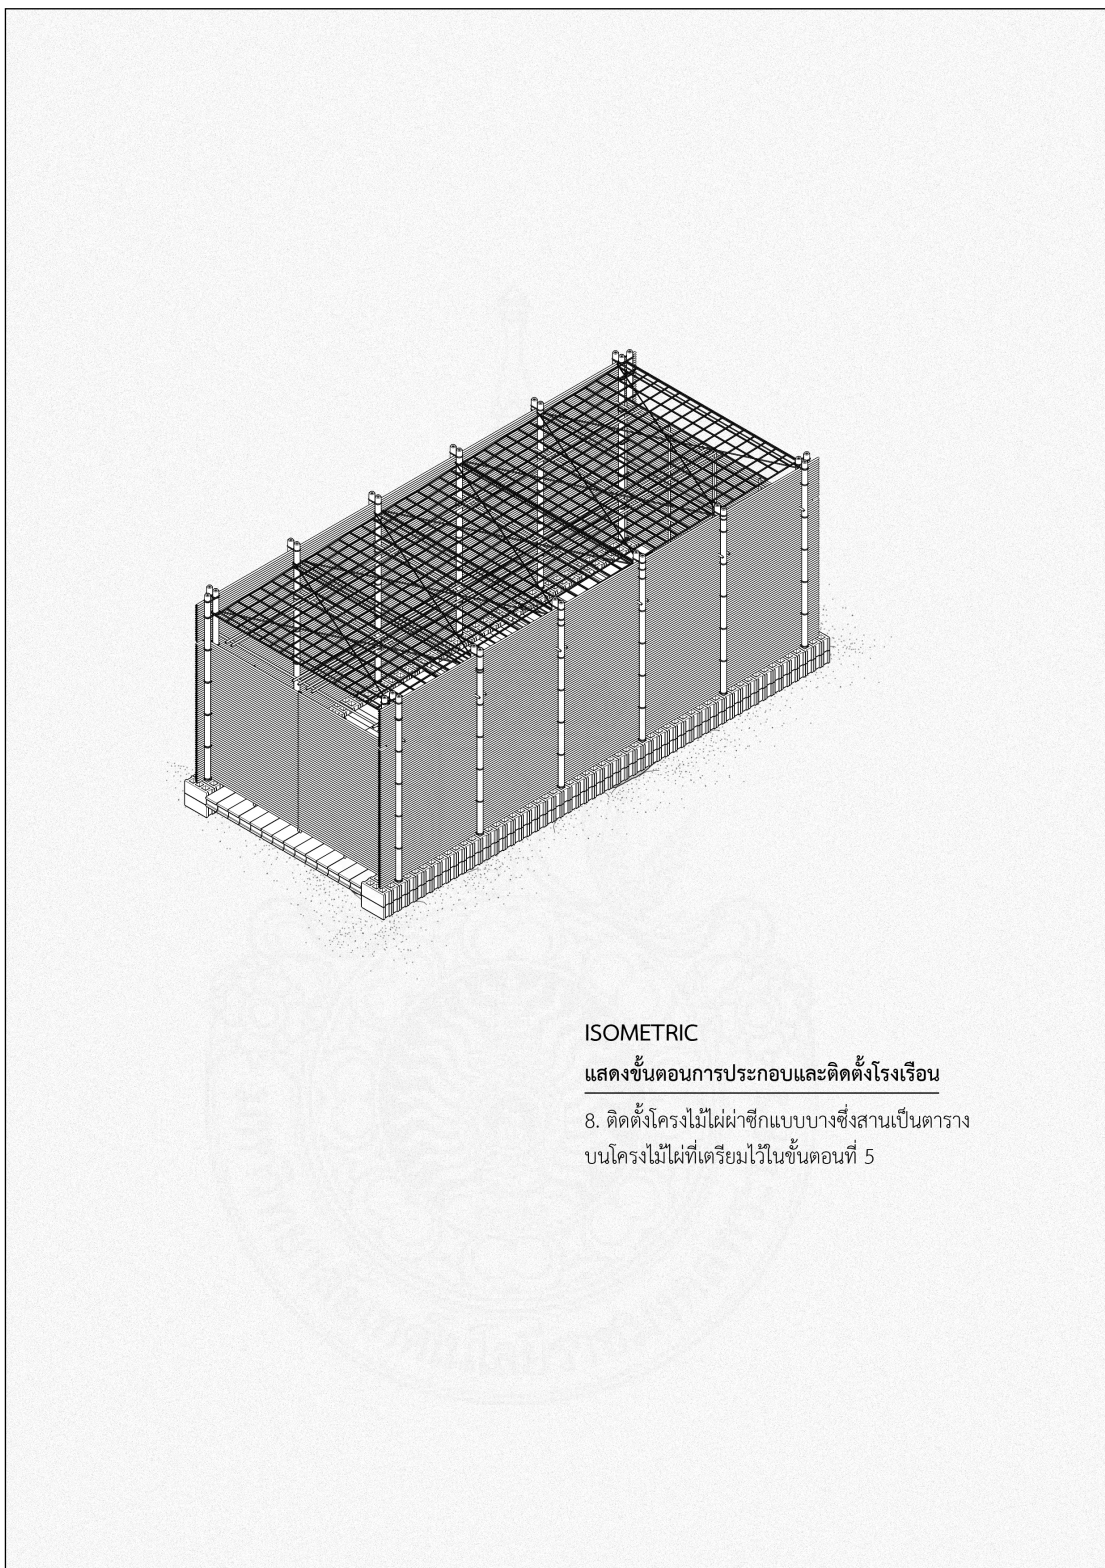 ISOMETRIC
แสดงขั้นตอนการประกอบและติดตั้งโรงเรือน
8. ติดตั้งโครงไม้ไผ่ผ่าซีกแบบบางซึ่งสานเป็นตาราง
บนโครงไม้ไผ่ที่เตรียมไว้ในขั้นตอนที่ 5